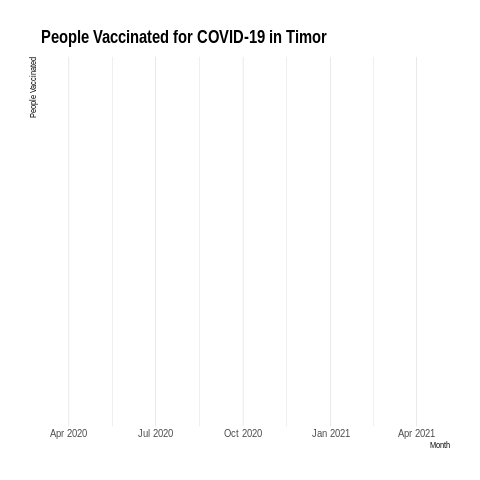 People Vaccinated for COVID-19 in Timor
People Vaccinated
Apr 2020 Jul 2020 Oct 2020 Jan 2021 Apr 2021
Month